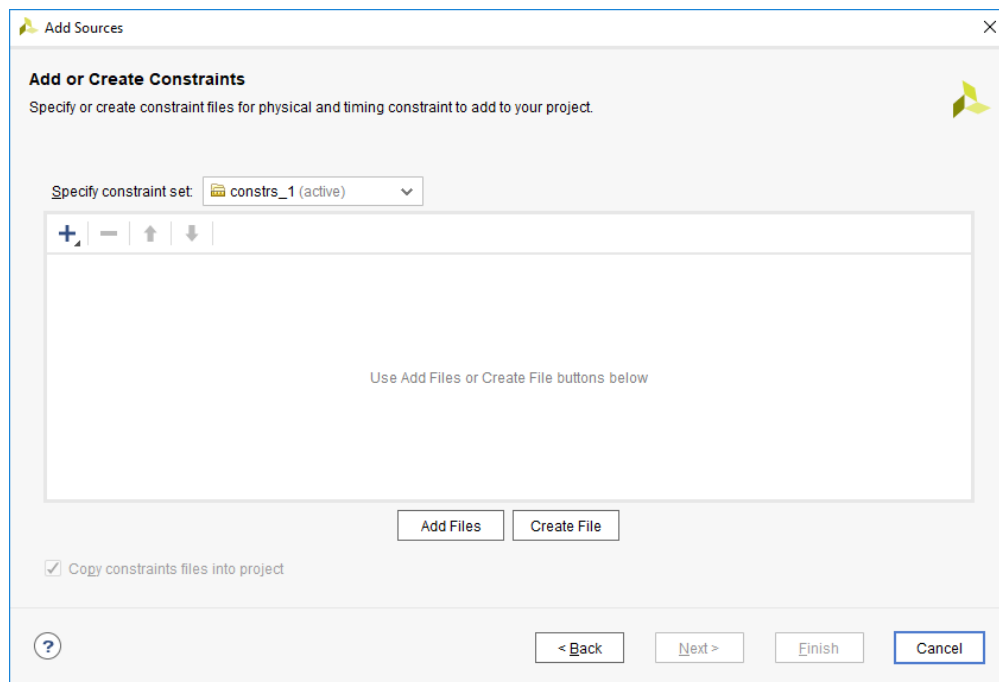 Add Sources
Add or Create Constraints
Specify or create constraint files for physical and timing constraint to add to your project.
Specify constraint set: constrs_1 (active)
Use Add Files or Create File buttons below
Add Files Create File
Copy constraints files into project
? < Back Next > Finish Cancel